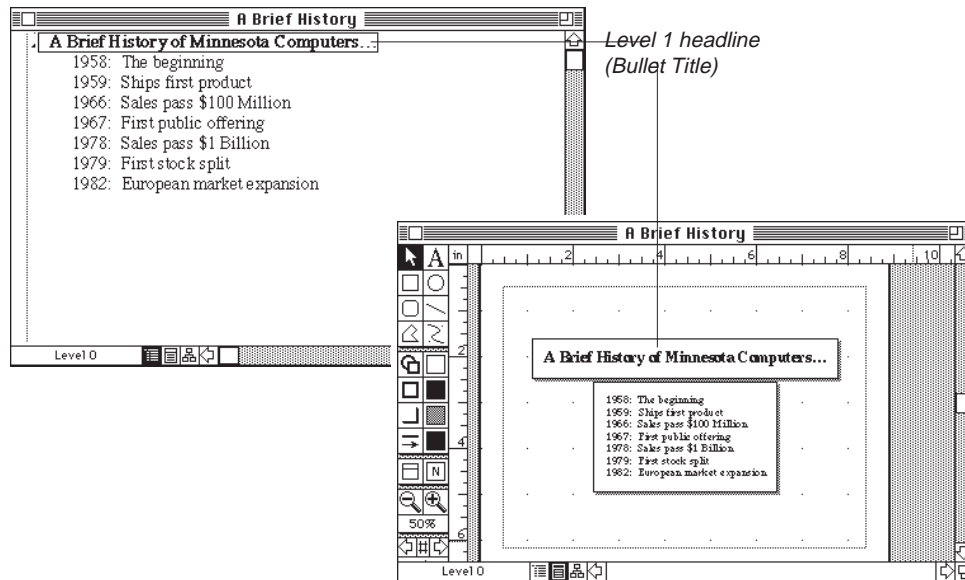 A Brief History
A Brief History of Minnesota Computers...
1958: The beginning
1959: Ships first product
1966: Sales pass $100 Million
1967: First public offering
1978: Sales pass $1 Billion
1979: First stock split
1982: European market expansion
Level 0
Level 1 headline
(Bullet Title)
A Brief History
A
in
2 4 6 8 10
2
4
6
A Brief History of Minnesota Computers...
1958: The beginning
1959: Ships first product
1966: Sales pass $100 Million
1967: First public offering
1978: Sales pass $1 Billion
1979: First stock split
1982: European market expansion
N
50%
#
Level 0